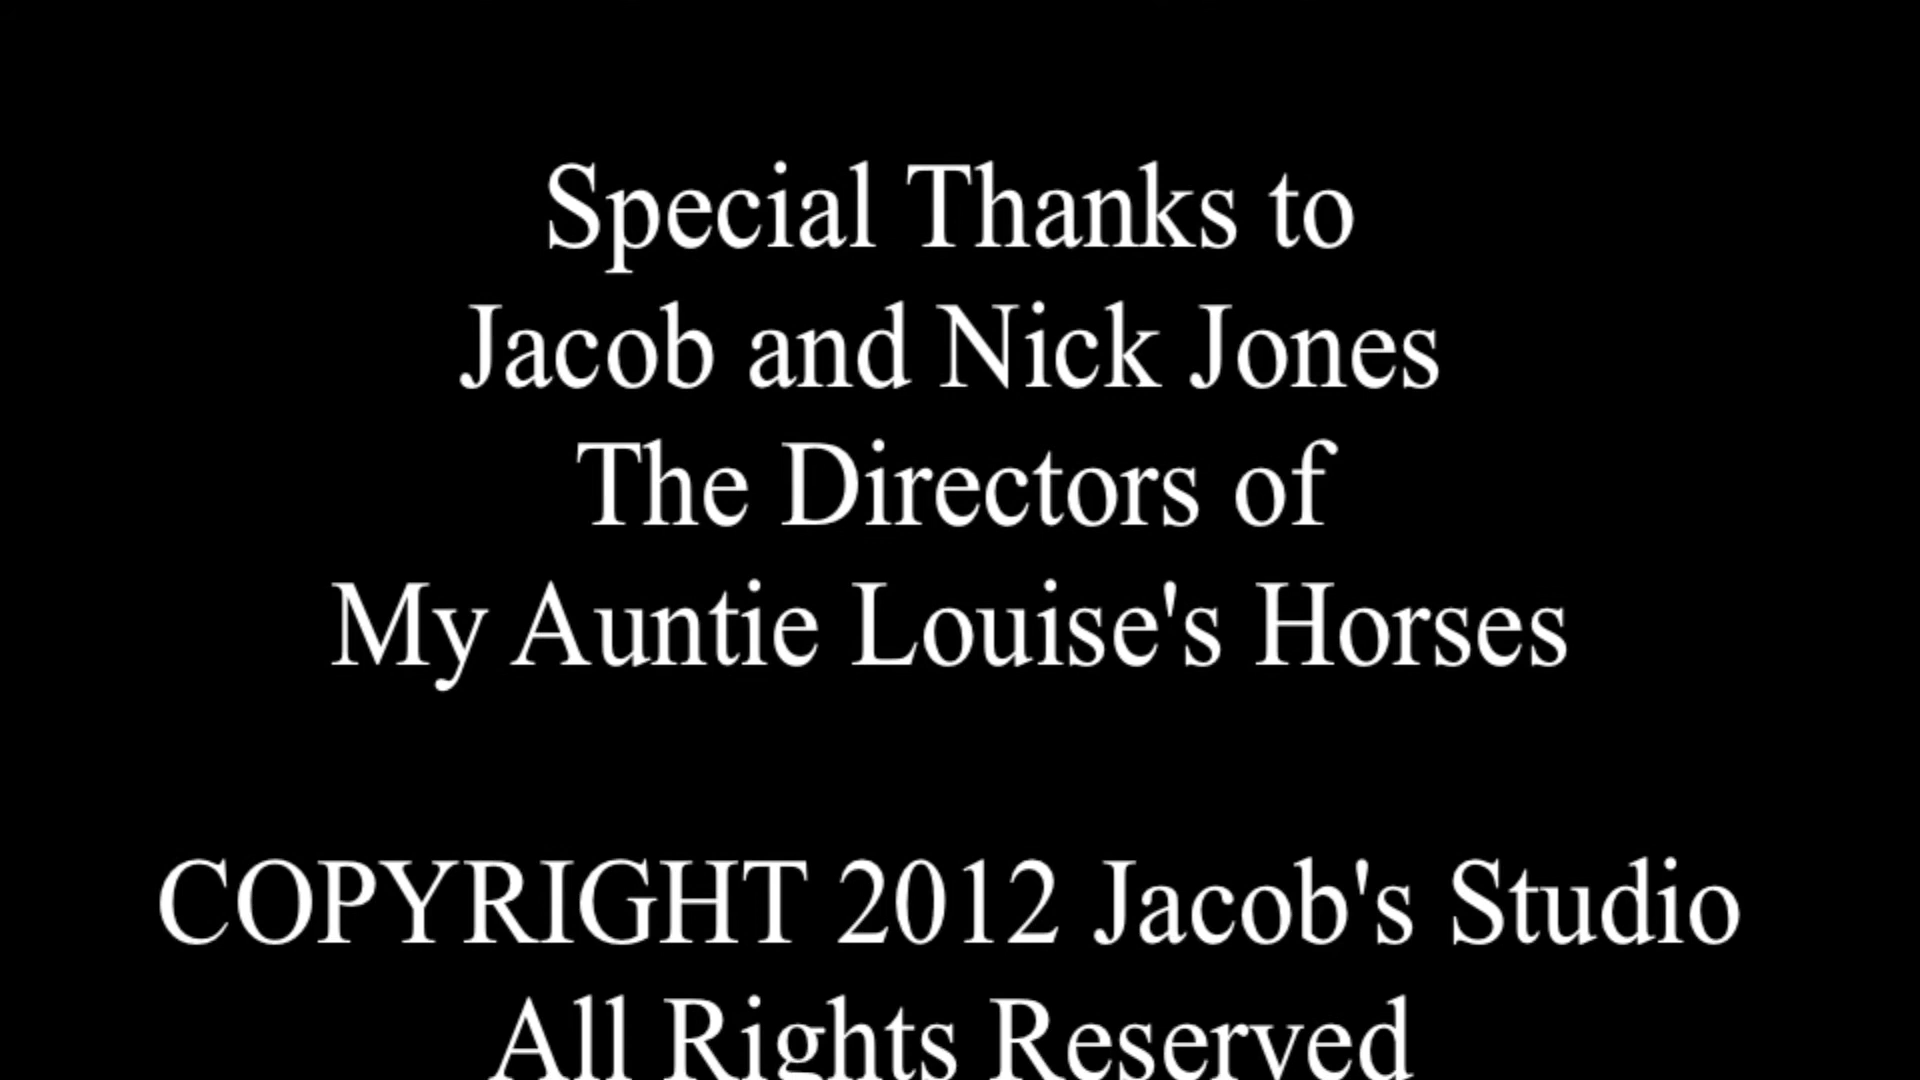 Special Thanks to
Jacob and Nick Jones
The Directors of
My Auntie Louise's Horses
COPYRIGHT 2012 Jacob's Studio
All Rights Reserved